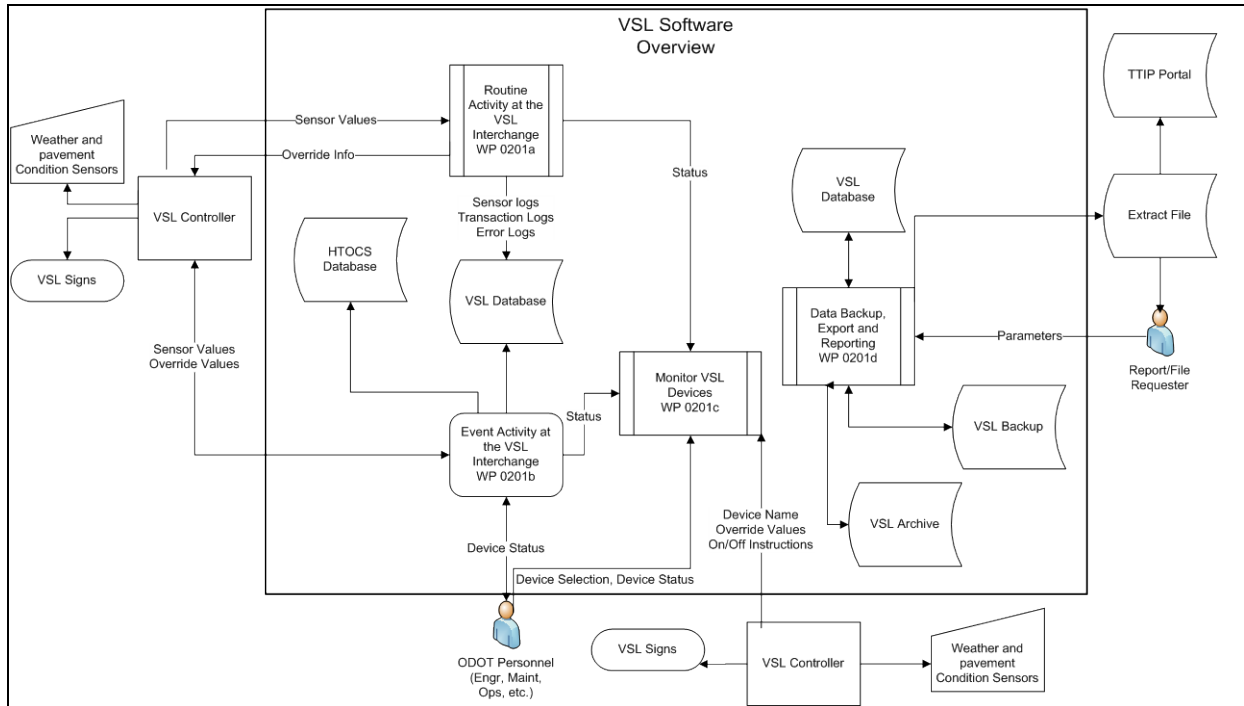 VSL Software
Overview
Routine
Activity at the
VSL
Interchange
WP 0201a
TTIP Portal
Weather and
pavement
Condition Sensors
Sensor Values
Override Info
Status
VSL
Database
VSL Controller
Extract File
Sensor logs
Transaction Logs
Error Logs
HTOCS
Database
VSL Signs
VSL Database
Data Backup,
Export and
Reporting
WP 0201d
Parameters
Sensor Values
Override Values
Report/File
Requester
Monitor VSL
Devices
WP 0201c
Status
Event Activity at
the VSL
Interchange
WP 0201b
VSL Backup
Device Name
Override Values
On/Off Instructions
VSL Archive
Device Status
Device Selection, Device Status
ODOT Personnel
(Engr, Maint,
Ops, etc.)
VSL Signs
VSL Controller
Weather and
pavement
Condition Sensors